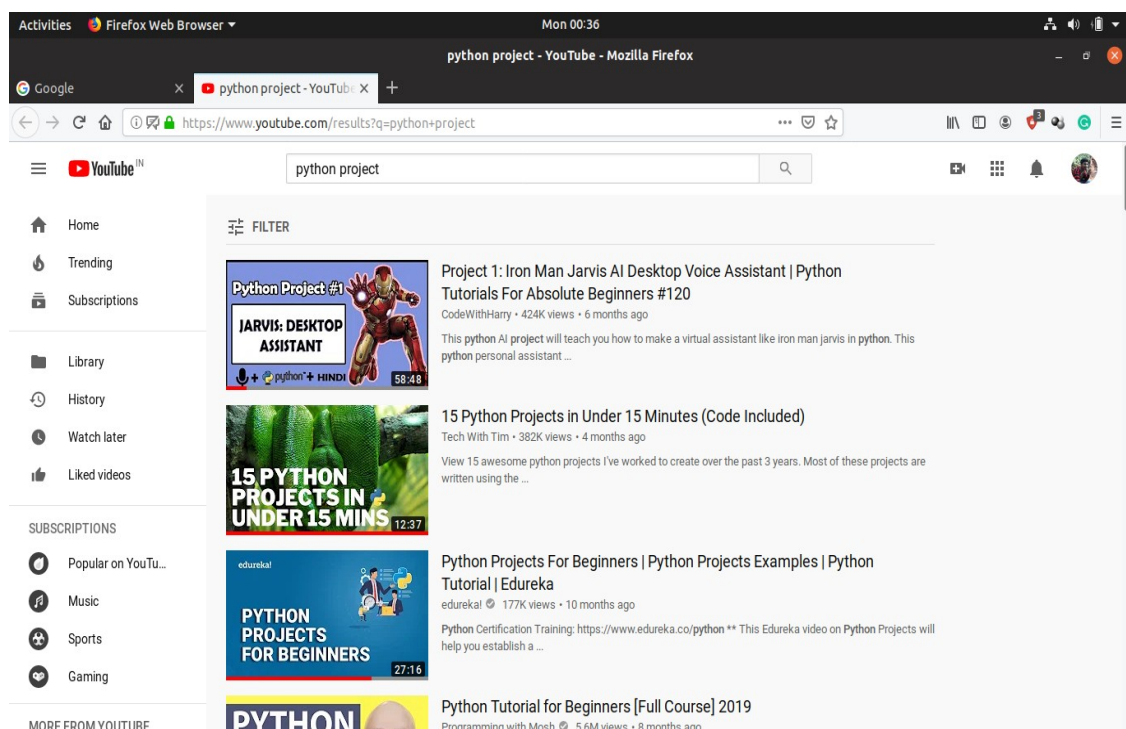 Activities Firefox Web Browser Mon 00:36
python project - YouTube - Mozilla Firefox
Google python project - YouTube
https://www.youtube.com/results?q=python+project
3
YouTube IN
python project
Home
Trending
Subscriptions
Library
History
Watch later
Liked videos
SUBSCRIPTIONS
Popular on YouTu...
Music
Sports
Gaming
MORE FROM YOUTUBE
FILTER
Python Project #1
JARVIS: DESKTOP
ASSISTANT
+ python + HINDI
58:48
Project 1: Iron Man Jarvis AI Desktop Voice Assistant | Python
Tutorials For Absolute Beginners #120
CodeWithHarry • 424K views • 6 months ago
This python AI project will teach you how to make a virtual assistant like iron man jarvis in python. This
python personal assistant ...
15 PYTHON
PROJECTS IN
UNDER 15 MINS
12:37
15 Python Projects in Under 15 Minutes (Code Included)
Tech With Tim • 382K views • 4 months ago
View 15 awesome python projects I've worked to create over the past 3 years. Most of these projects are
written using the ...
edureka!
PYTHON
PROJECTS
FOR BEGINNERS
27:16
Python Projects For Beginners | Python Projects Examples | Python
Tutorial | Edureka
edureka! 177K views • 10 months ago
Python Certification Training: https://www.edureka.co/python ** This Edureka video on Python Projects will
help you establish a ...
PYTHON
Python Tutorial for Beginners [Full Course] 2019
Programming with Mosh 5.6M views • 8 months ago